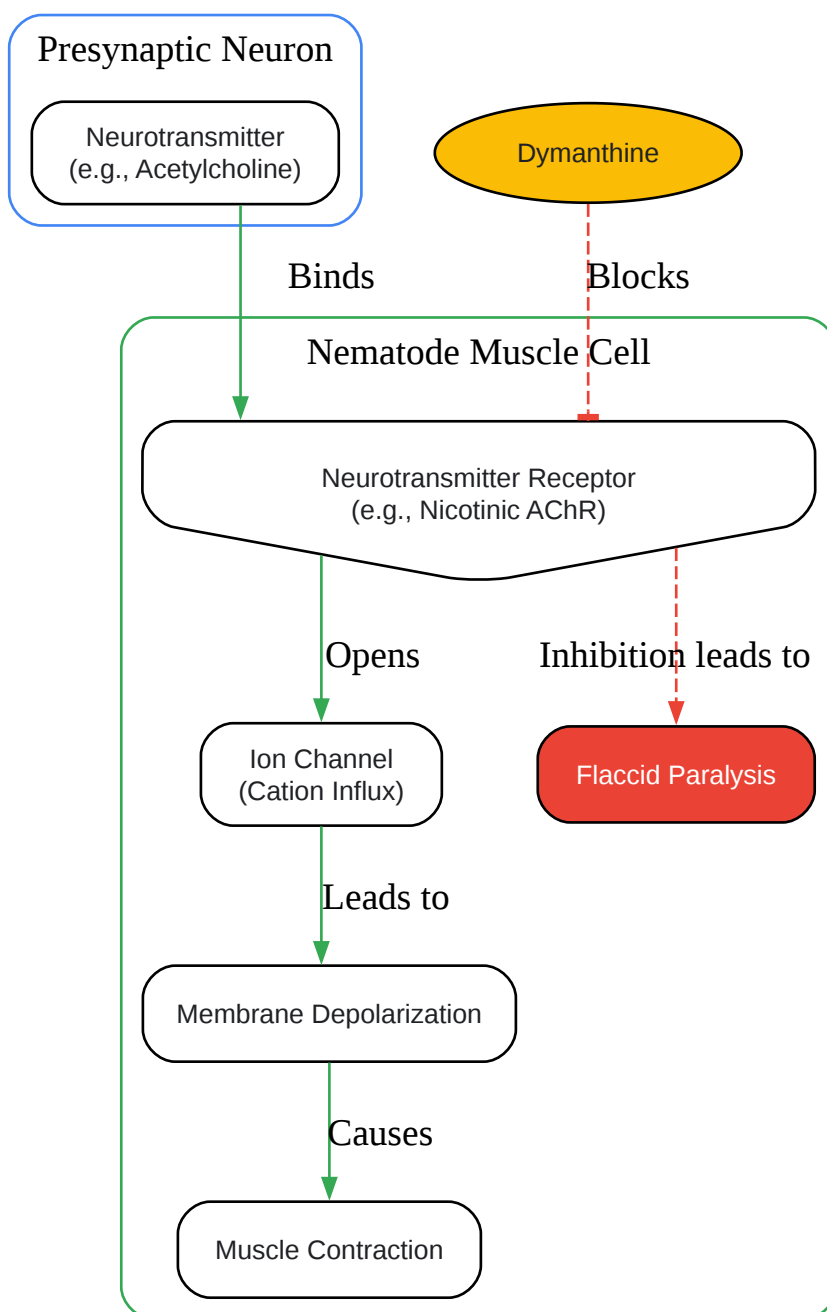 Presynaptic Neuron
Neurotransmitter
(e.g., Acetylcholine)
Dymanthine
Binds
Blocks
Nematode Muscle Cell
Neurotransmitter Receptor
(e.g., Nicotinic AChR)
Opens
Inhibition leads to
Ion Channel
(Cation Influx)
Flaccid Paralysis
Leads to
Membrane Depolarization
Causes
Muscle Contraction